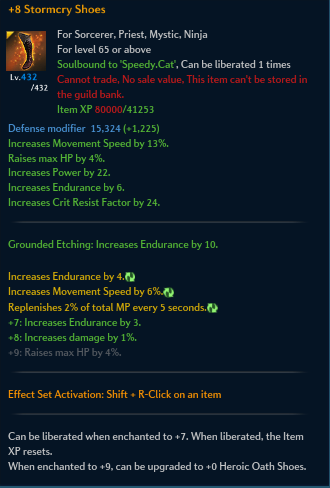 +8 Stormcry Shoes
For Sorcerer, Priest, Mystic, Ninja
For level 65 or above
Soulbound to 'Speedy.Cat', Can be liberated 1 times
Cannot trade, No sale value, This item can't be stored in
the guild bank.
Lv.432
/432
Item XP 80000/41253
Defense modifier 15,324 (+1,225)
Increases Movement Speed by 13%.
Raises max HP by 4%.
Increases Power by 22.
Increases Endurance by 6.
Increases Crit Resist Factor by 24.
Grounded Etching: Increases Endurance by 10.
Increases Endurance by 4.
Increases Movement Speed by 6%.
Replenishes 2% of total MP every 5 seconds.
+7: Increases Endurance by 3.
+8: Increases damage by 1%.
+9: Raises max HP by 4%.
Effect Set Activation: Shift + R-Click on an item
Can be liberated when enchanted to +7. When liberated, the Item
XP resets.
When enchanted to +9, can be upgraded to +0 Heroic Oath Shoes.